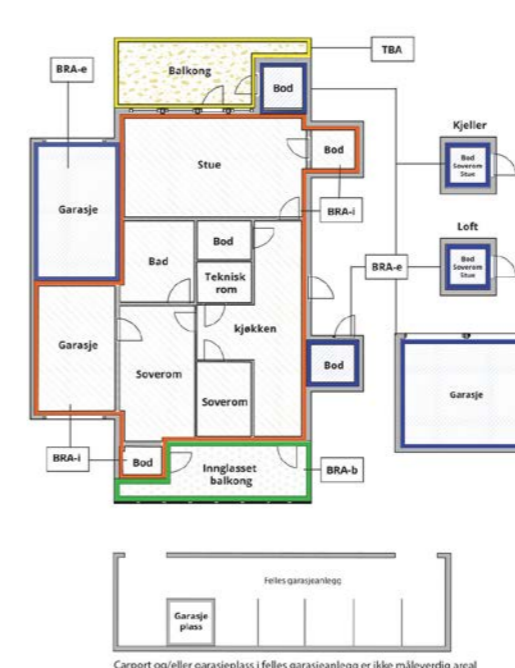 TBA
BRA-e
Balkong
Bod
Kjeller
Bod
Soverom
Stue
Stue
Bod
Garasje
BRA-i
Loft
Bad
Bod
BRA-e
Bod
Soverom
Stue
Teknisk
rom
kjøkken
Garasje
Soverom
Bod
Garasje
Soverom
BRA-i
Bod
Innglasset
balkong
BRA-b
Felles garasjeanlegg
Garasje
plass
Carport og/eller garasjeplass i felles garasjeanlegg er ikke måleverdig areal